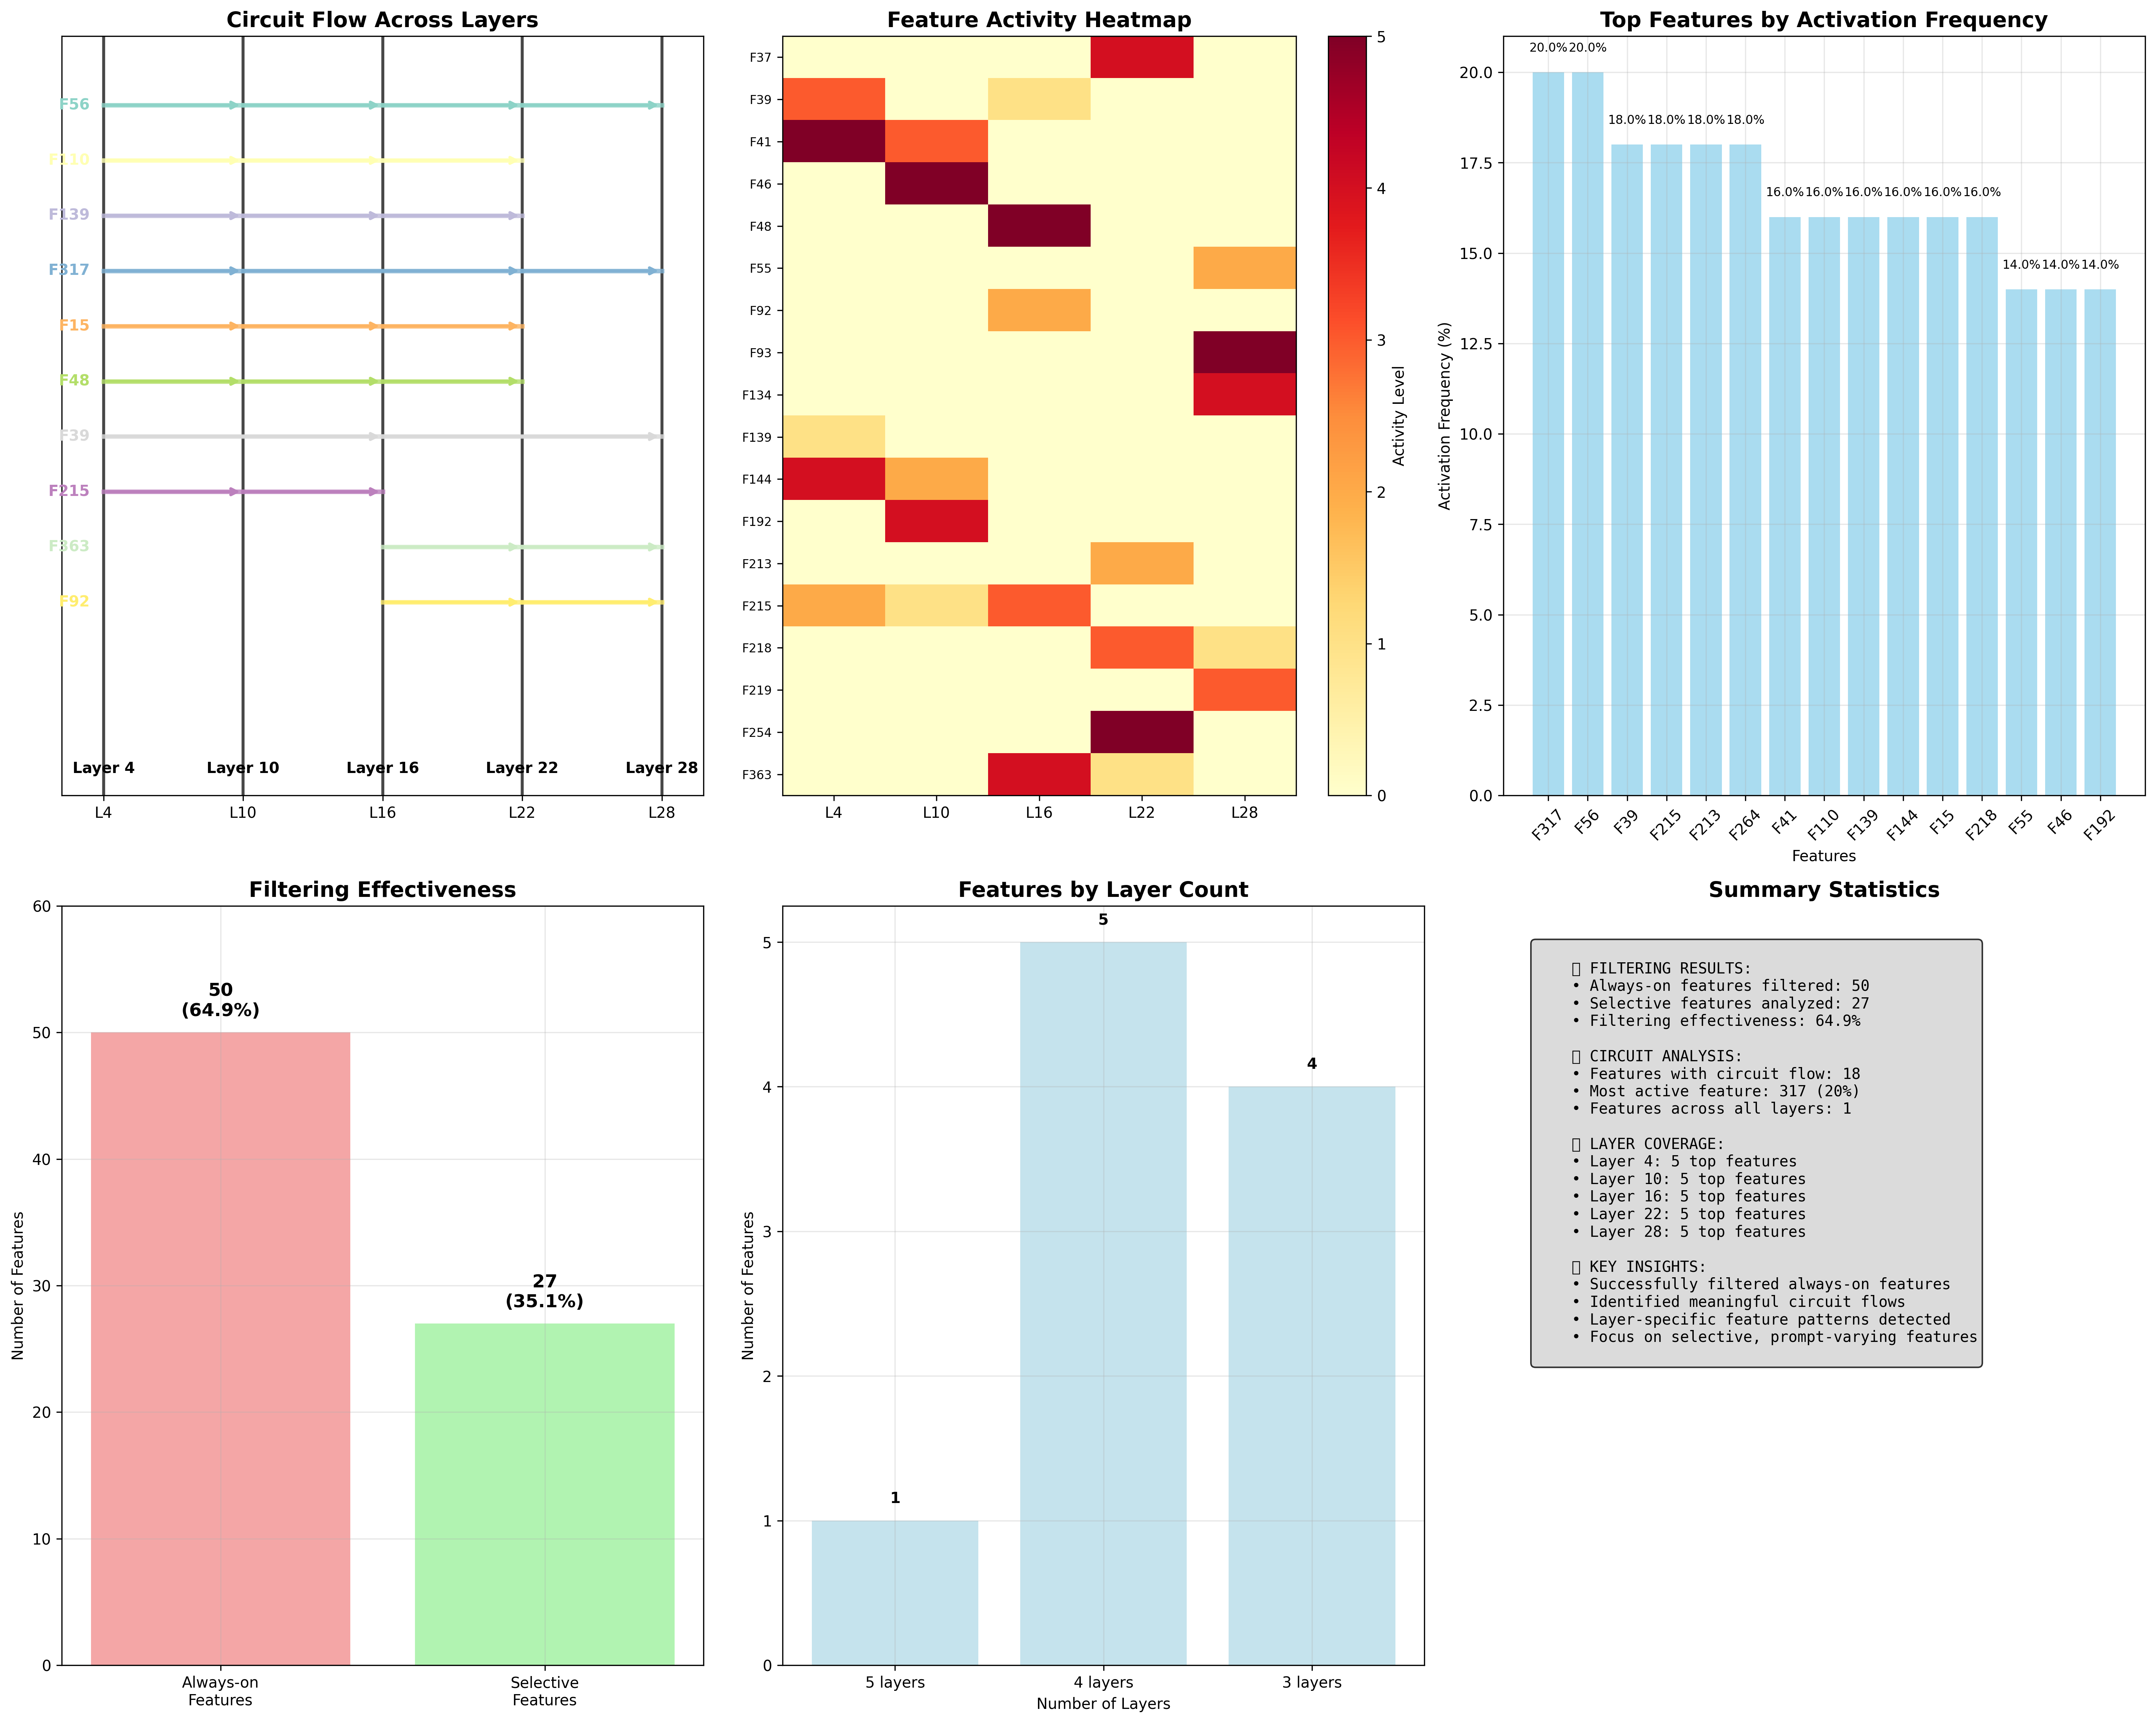 Circuit Flow Across Layers
F56
F110
F139
F317
F15
F48
F39
F215
F363
F92
Layer 4 Layer 10 Layer 16 Layer 22 Layer 28
L4 L10 L16 L22 L28
Feature Activity Heatmap
F37
F39
F41
F46
F48
F55
F92
F93
F134
F139
F144
F192
F213
F215
F218
F219
F254
F363
L4 L10 L16 L22 L28
5
4
3
2
1
0
Activity Level
Top Features by Activation Frequency
20.0% 20.0%
18.0% 18.0% 18.0% 18.0%
16.0% 16.0% 16.0% 16.0% 16.0% 16.0%
14.0% 14.0% 14.0%
20.0
17.5
15.0
12.5
10.0
7.5
5.0
2.5
0.0
Activation Frequency (%)
F317 F56 F39 F215 F213 F264 F41 F110 F139 F144 F15 F218 F55 F46 F192
Features
Filtering Effectiveness
60
50
40
30
20
10
0
Number of Features
50
(64.9%)
27
(35.1%)
Always-on
Features
Selective
Features
Features by Layer Count
5
4
3
2
1
0
Number of Features
1
5
4
5 layers 4 layers 3 layers
Number of Layers
Summary Statistics
FILTERING RESULTS:
• Always-on features filtered: 50
• Selective features analyzed: 27
• Filtering effectiveness: 64.9%
CIRCUIT ANALYSIS:
• Features with circuit flow: 18
• Most active feature: 317 (20%)
• Features across all layers: 1
LAYER COVERAGE:
• Layer 4: 5 top features
• Layer 10: 5 top features
• Layer 16: 5 top features
• Layer 22: 5 top features
• Layer 28: 5 top features
KEY INSIGHTS:
• Successfully filtered always-on features
• Identified meaningful circuit flows
• Layer-specific feature patterns detected
• Focus on selective, prompt-varying features